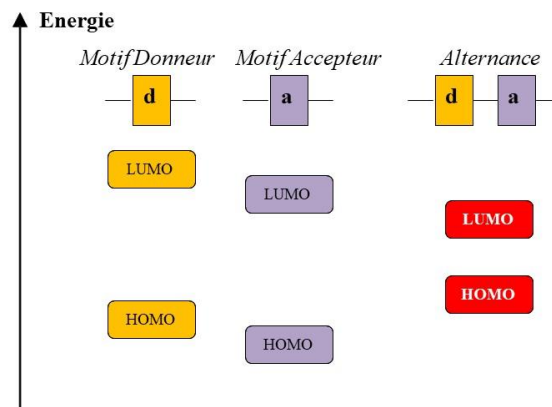 Energie
Motif Donneur Motif Accepteur Alternance
d a d a
LUMO
LUMO
LUMO
HOMO
HOMO
HOMO